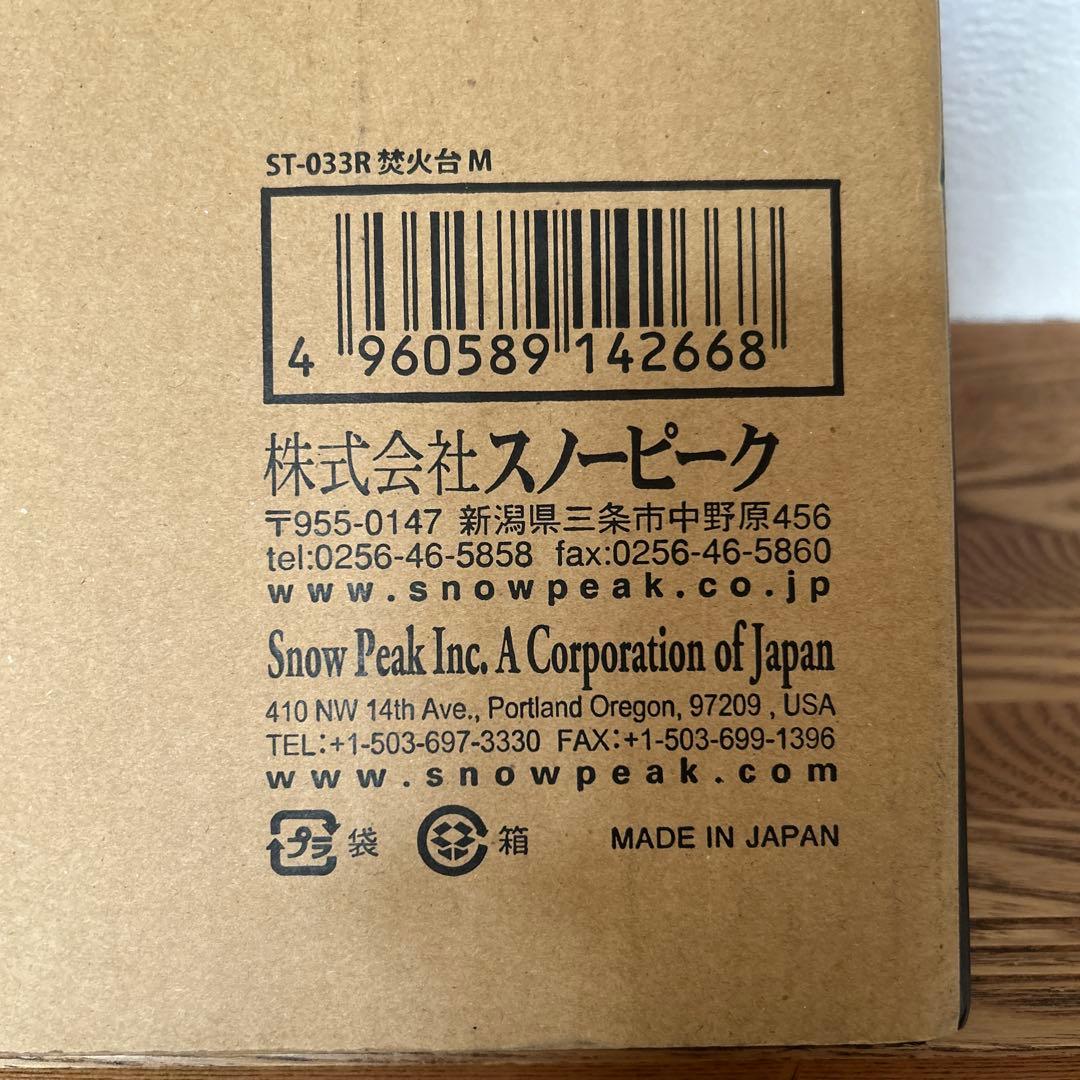 ST-033R 焚火台 M
4 960589 142668
株式会社スノーピーク
〒955-0147 新潟県三条市中野原456
tel:0256-46-5858 fax:0256-46-5860
www.snowpeak.co.jp
Snow Peak Inc. A Corporation of Japan
410 NW 14th Ave., Portland Oregon, 97209 , USA
TEL:+1-503-697-3330 FAX:+1-503-699-1396
www.snowpeak.com
プラ 袋 箱 MADE IN JAPAN